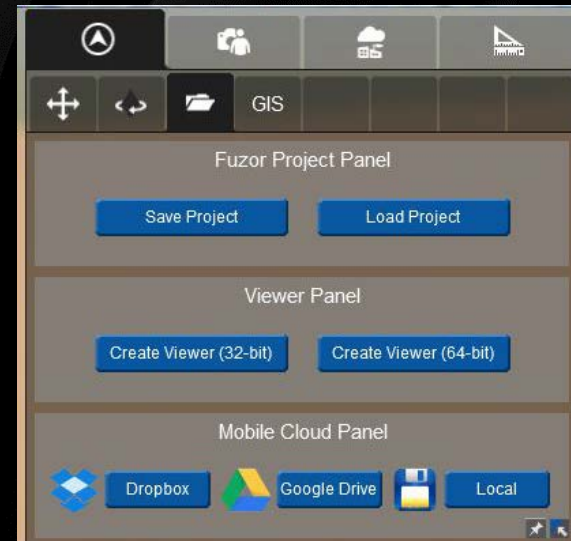 GIS
Fuzor Project Panel
Save Project Load Project
Viewer Panel
Create Viewer (32-bit) Create Viewer (64-bit)
Mobile Cloud Panel
Dropbox Google Drive Local